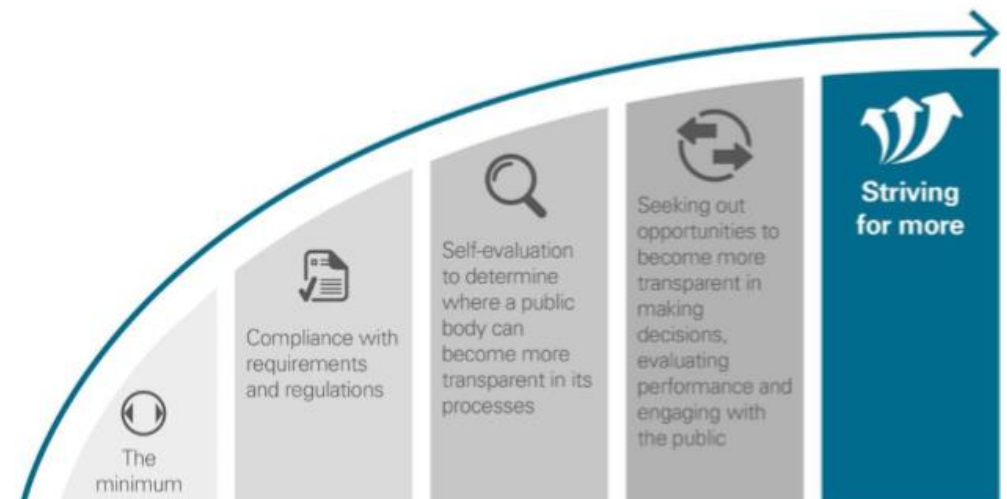 The
minimum
Compliance with
requirements
and regulations
Self-evaluation
to determine
where a public
body can
become more
transparent in its
processes
Seeking out
opportunities to
become more
transparent in
making
decisions,
evaluating
performance and
engaging with
the public
Striving
for more